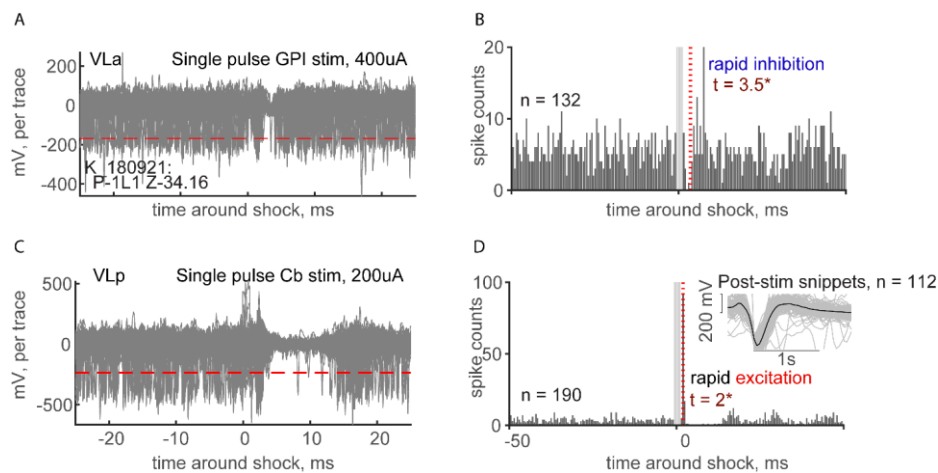 A
VLa
Single pulse GPI stim, 400uA
200
0
-200
-400
mV, per trace
K_180921;
P-1L1 Z-34.16
time around shock, ms
B
20
15
10
5
0
spike counts
n = 132
rapid inhibition
t = 3.5*
time around shock, ms
C
VLp
Single pulse Cb stim, 200uA
500
0
-500
mV, per trace
-20
-10
0
10
20
time around shock, ms
D
100
50
0
spike counts
n = 190
Post-stim snippets, n = 112
200 mV
1s
rapid excitation
t = 2*
-50
0
time around shock, ms